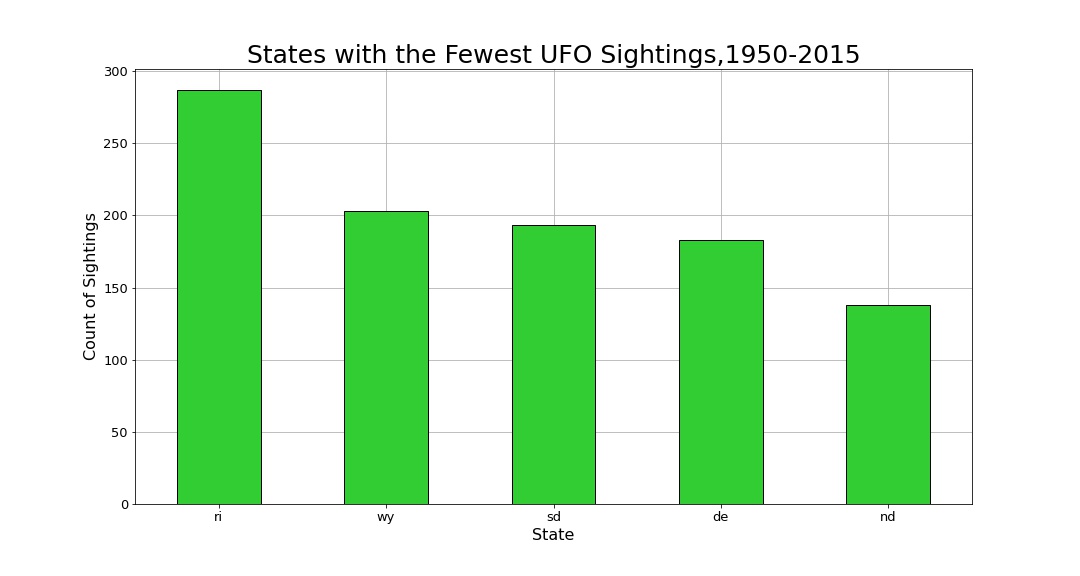 States with the Fewest UFO Sightings,1950-2015
Count of Sightings
300
250
200
150
100
50
0
ri
wy
sd
de
nd
State